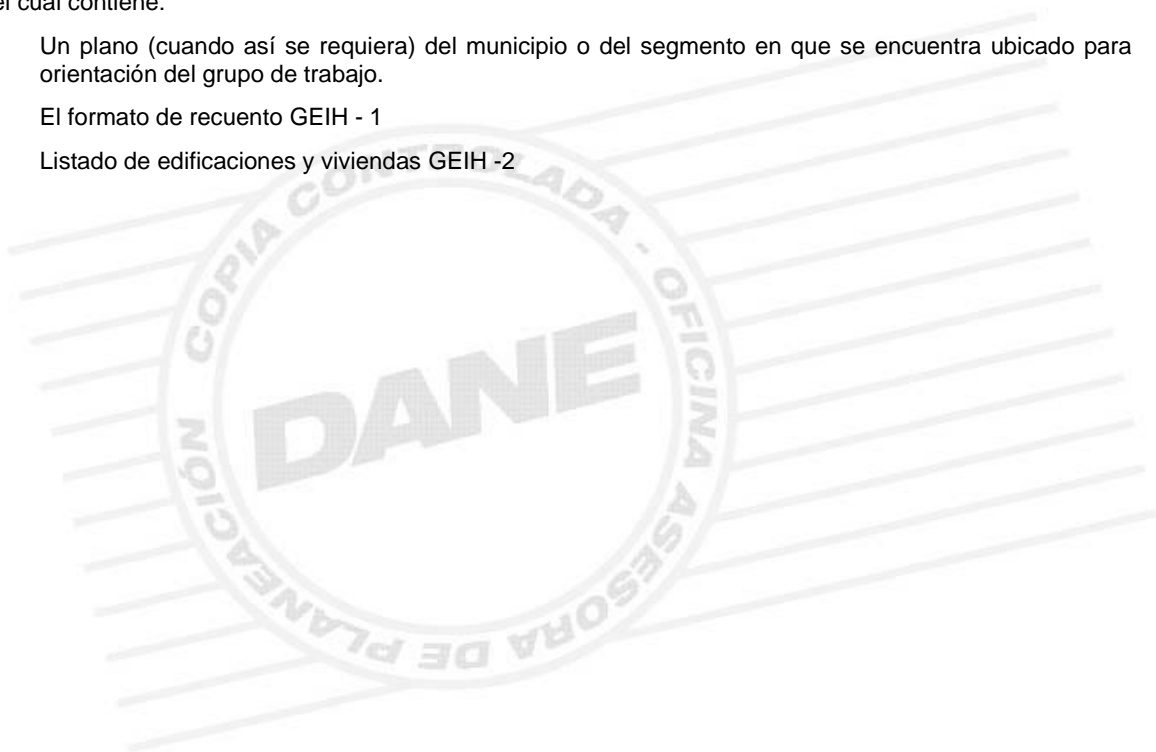 el cual contiene:
Un plano (cuando así se requiera) del municipio o del segmento en que se encuentra ubicado para
orientación del grupo de trabajo.
El formato de recuento GEIH - 1
Listado de edificaciones y viviendas GEIH -2
COPIA CONTROLADA - OFICINA ASESORA DE PLANEACIÓN
DANE